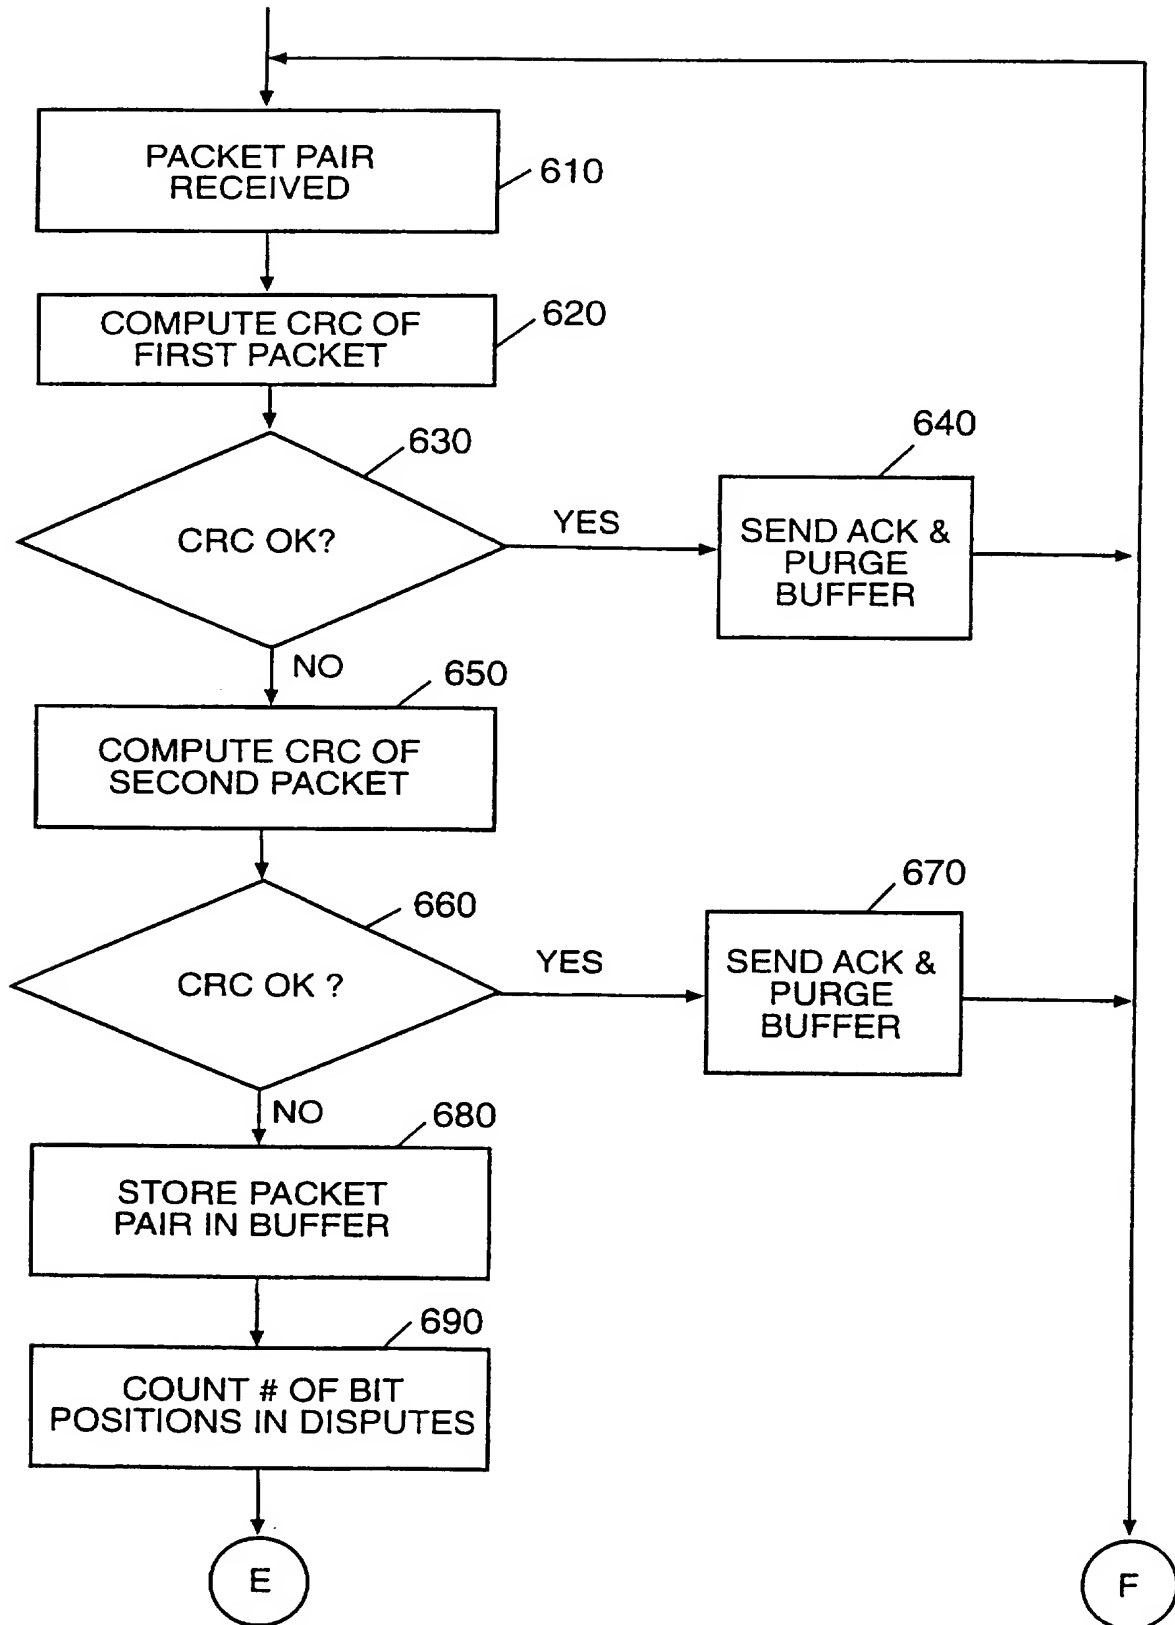 PACKET PAIR
RECEIVED
610
COMPUTE CRC OF
FIRST PACKET
620
630
CRC OK?
YES
640
SEND ACK &
PURGE
BUFFER
NO
650
COMPUTE CRC OF
SECOND PACKET
660
CRC OK ?
YES
670
SEND ACK &
PURGE
BUFFER
NO
680
STORE PACKET
PAIR IN BUFFER
690
COUNT # OF BIT
POSITIONS IN DISPUTES
E
F